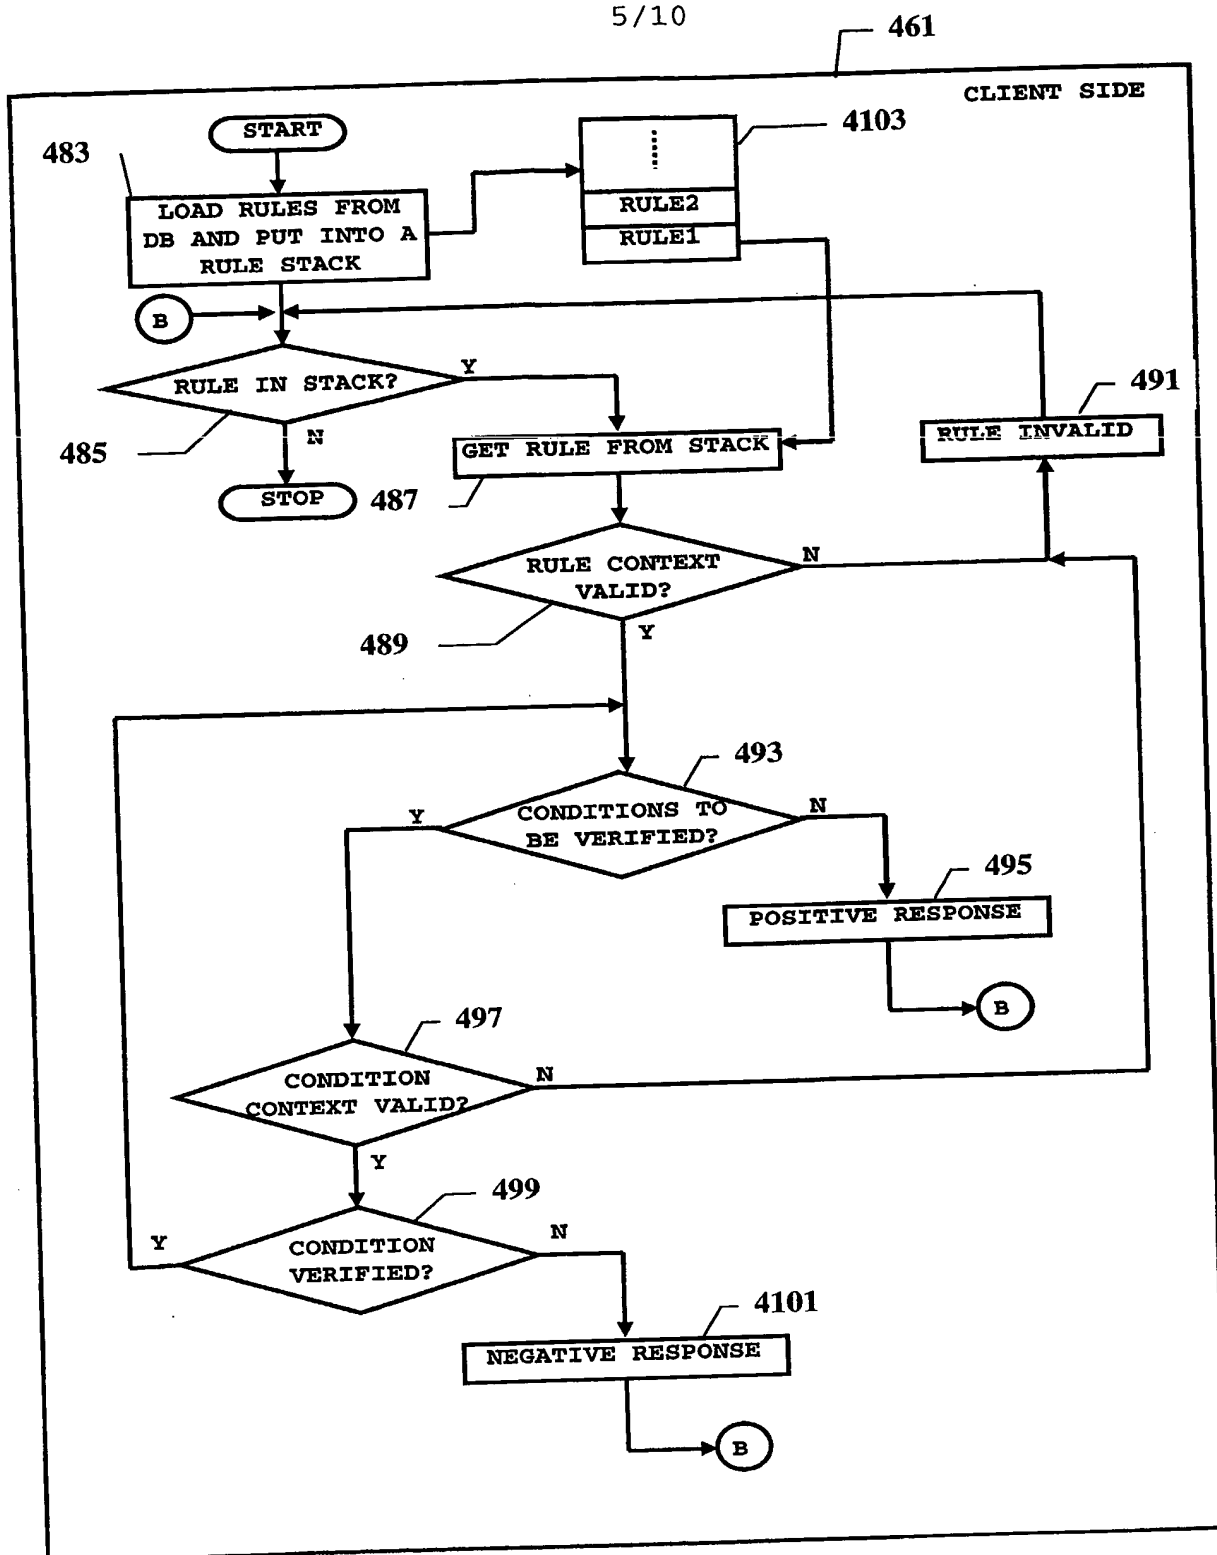 5/10
461
CLIENT SIDE
START
4103
483
LOAD RULES FROM
DB AND PUT INTO A
RULE STACK
RULE2
RULE1
B
RULE IN STACK?
Y
485
N
STOP
491
RULE INVALID
GET RULE FROM STACK
487
RULE CONTEXT
VALID?
N
489
Y
493
CONDITIONS TO
BE VERIFIED?
Y
N
495
POSITIVE RESPONSE
B
497
CONDITION
CONTEXT VALID?
N
Y
499
CONDITION
VERIFIED?
Y
N
4101
NEGATIVE RESPONSE
B